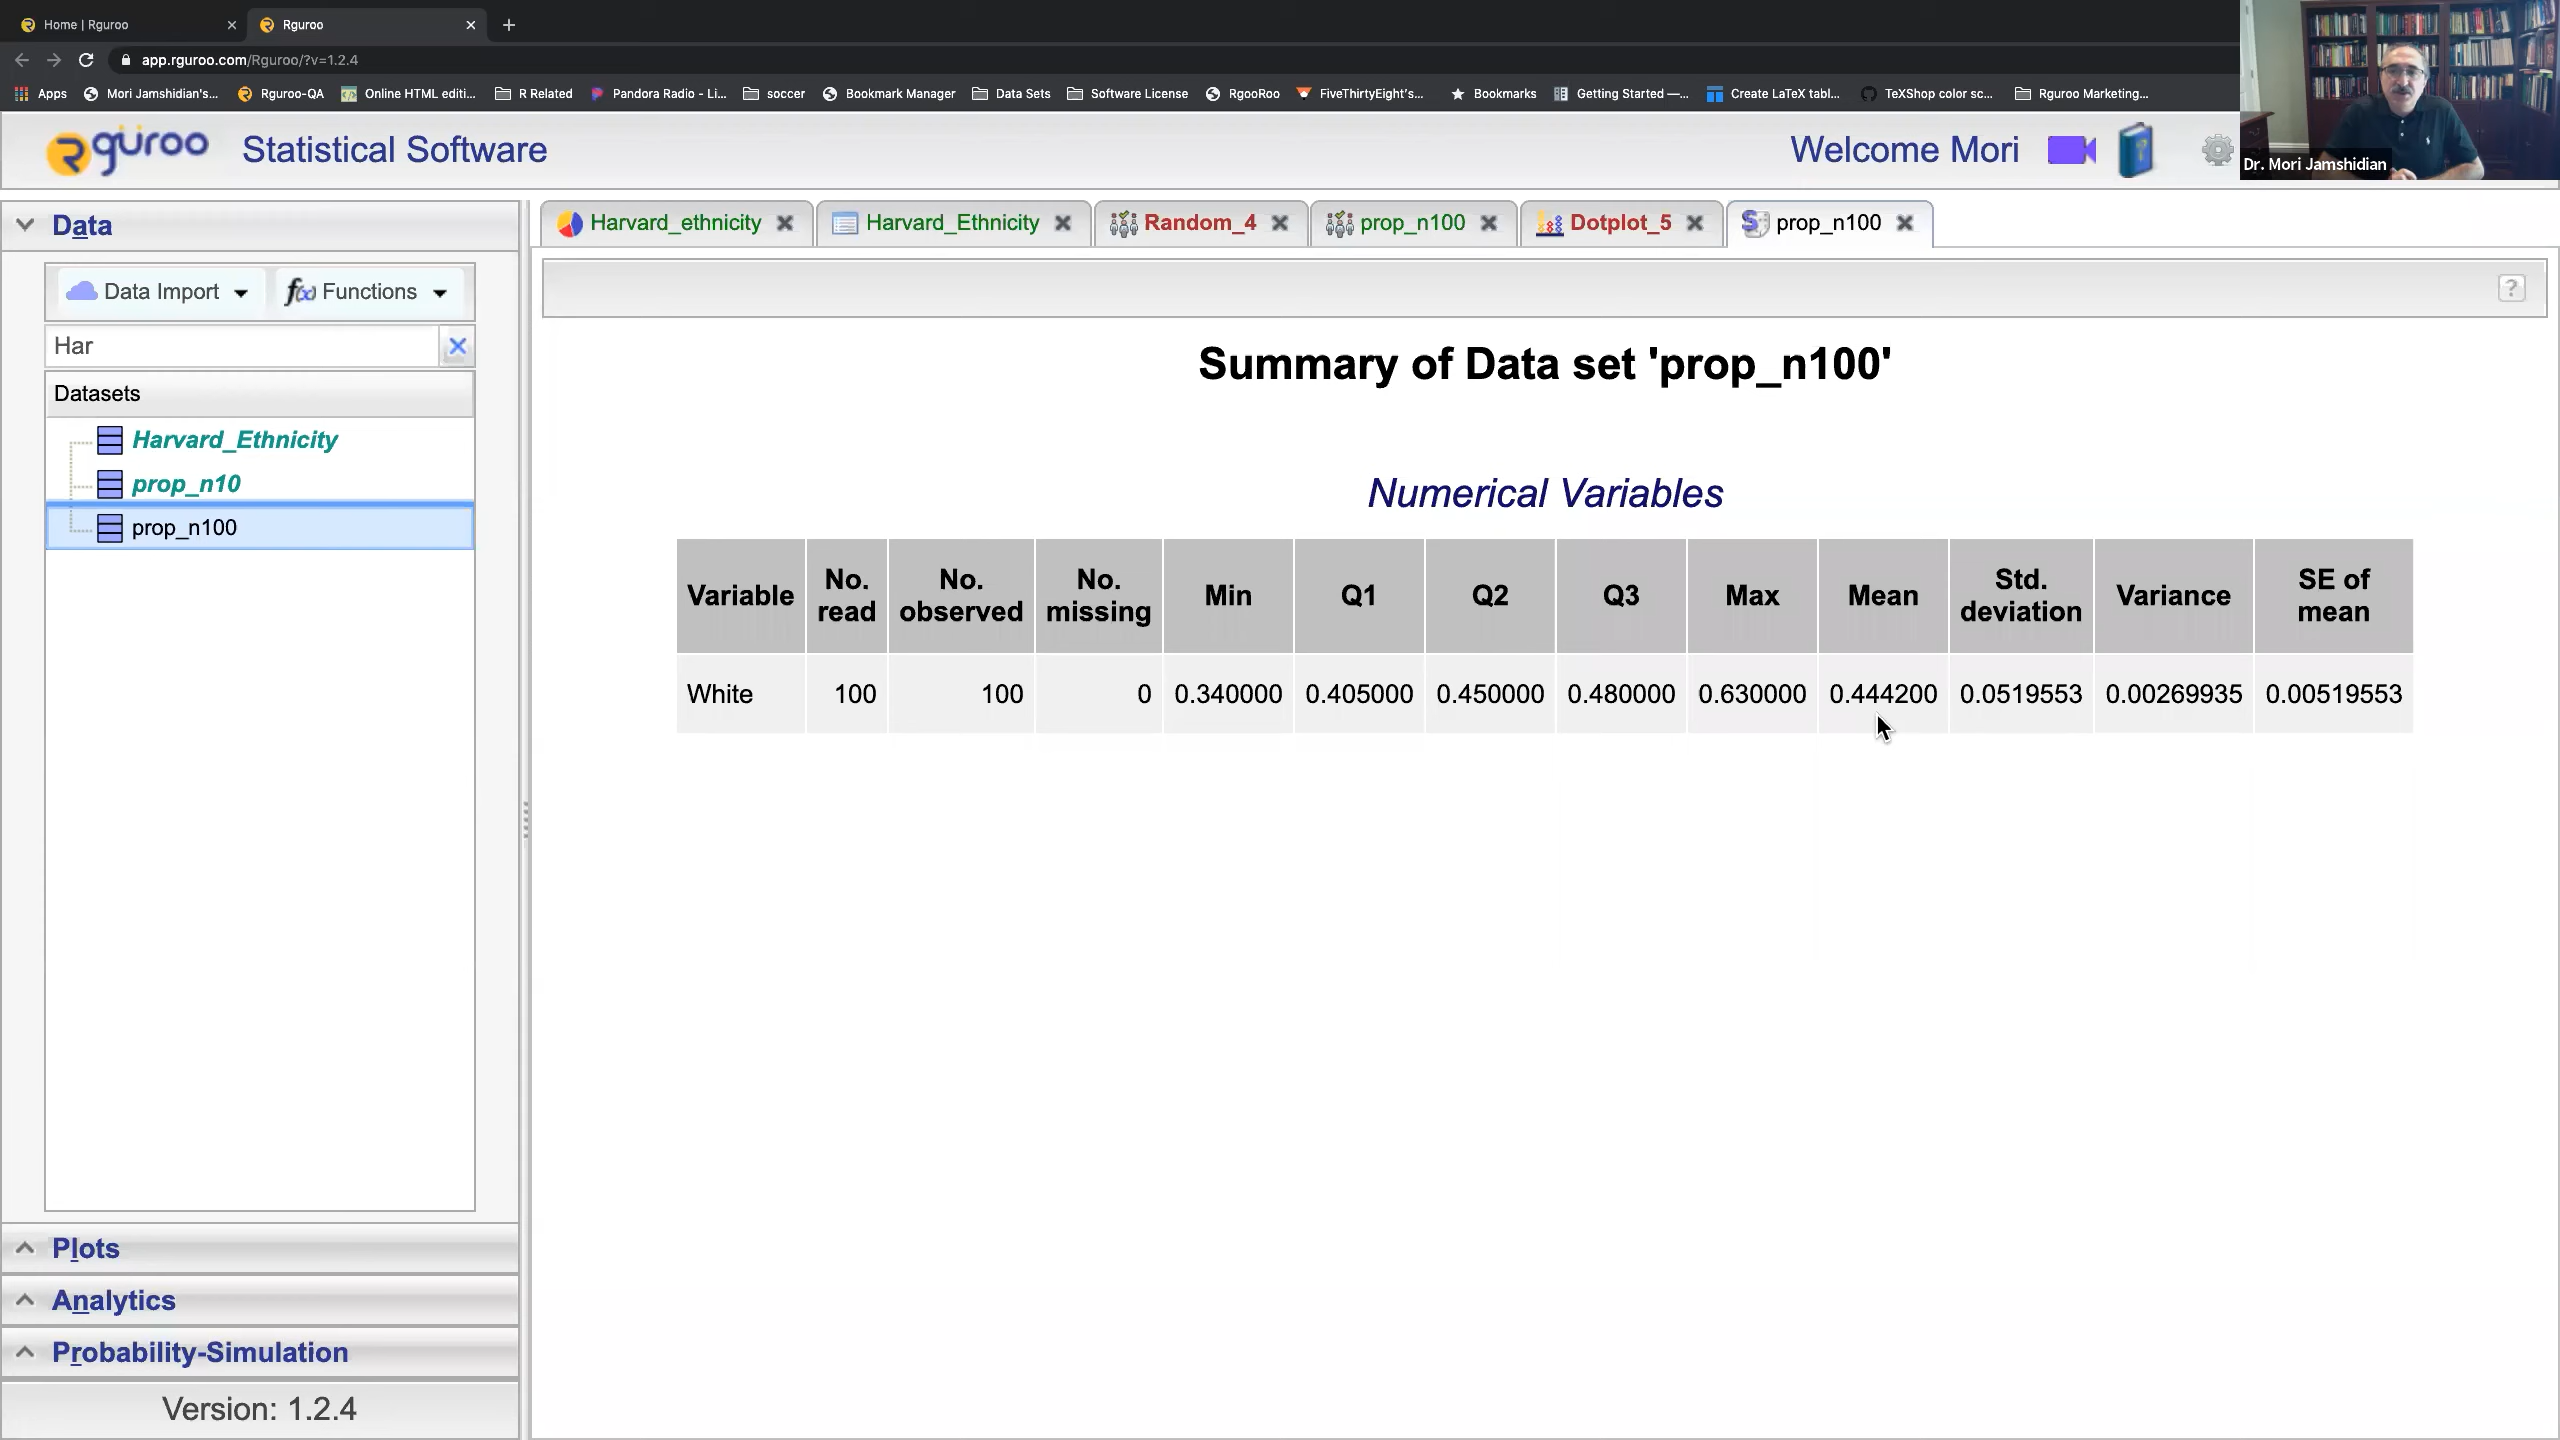 Home | Rguroo
Rguroo
app.rguroo.com/Rguroo/?v=1.2.4
Apps
Mori Jamshidian's...
Rguroo-QA
Online HTML editi...
R Related
Pandora Radio - Li...
soccer
Bookmark Manager
Data Sets
Software License
RgooRoo
FiveThirtyEight's...
Bookmarks
Getting Started —...
Create LaTeX tabl...
TeXShop color sc...
Rguroo Marketing...
rguroo Statistical Software
Welcome Mori
Dr. Mori Jamshidian
Data
Data Import
Functions
Har
Datasets
Harvard_Ethnicity
prop_n10
prop_n100
Plots
Analytics
Probability-Simulation
Version: 1.2.4
Harvard_ethnicity
Harvard_Ethnicity
Random_4
prop_n100
Dotplot_5
prop_n100
?
Summary of Data set 'prop_n100'
Numerical Variables
Variable No. read No. observed No. missing Min Q1 Q2 Q3 Max Mean Std. deviation Variance SE of mean
White 100 100 0 0.340000 0.405000 0.450000 0.480000 0.630000 0.444200 0.0519553 0.00269935 0.00519553